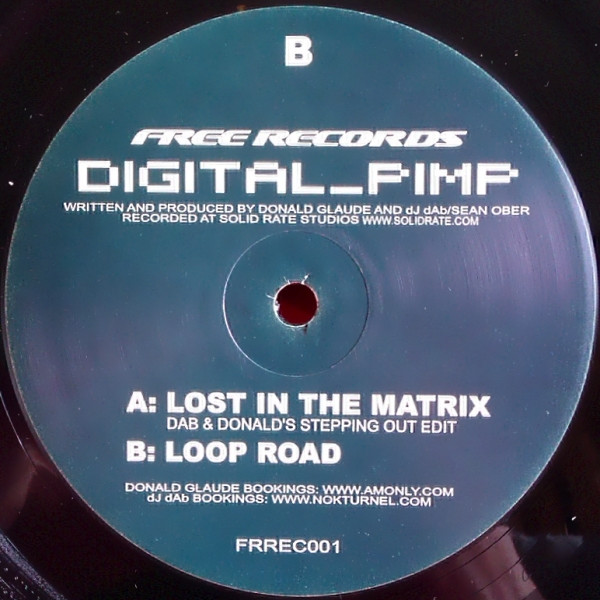 B
FREE RECORDS
DIGITAL_PIMP
WRITTEN AND PRODUCED BY DONALD GLAUDE AND dJ dAb/SEAN OBER
RECORDED AT SOLID RATE STUDIOS WWW.SOLIDRATE.COM
A: LOST IN THE MATRIX
DAB & DONALD'S STEPPING OUT EDIT
B: LOOP ROAD
DONALD GLAUDE BOOKINGS: WWW.AMONLY.COM
dJ dAb BOOKINGS: WWW.NOKTURNEL.COM
FRREC001